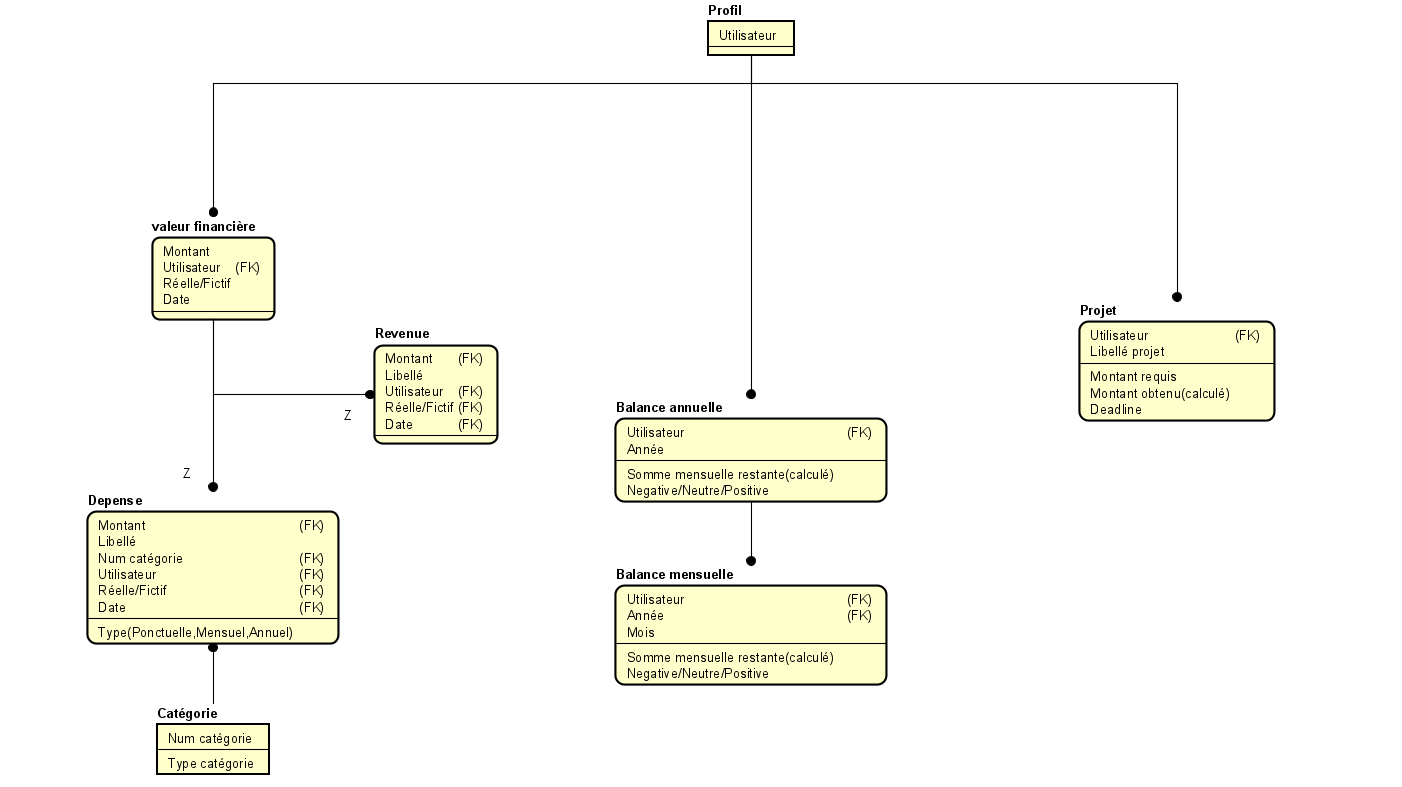 Profil
Utilisateur
valeur financière
Montant
Utilisateur (FK)
Réelle/Fictif
Date
Revenue
Montant (FK)
Libellé
Utilisateur (FK)
Réelle/Fictif (FK)
Date (FK)
Z
Z
Depense
Montant (FK)
Libellé
Num catégorie (FK)
Utilisateur (FK)
Réelle/Fictif (FK)
Date (FK)
Type(Ponctuelle,Mensuel,Annuel)
Catégorie
Num catégorie
Type catégorie
Balance annuelle
Utilisateur (FK)
Année
Somme mensuelle restante(calculé)
Negative/Neutre/Positive
Balance mensuelle
Utilisateur (FK)
Année (FK)
Mois
Somme mensuelle restante(calculé)
Negative/Neutre/Positive
Projet
Utilisateur (FK)
Libellé projet
Montant requis
Montant obtenu(calculé)
Deadline